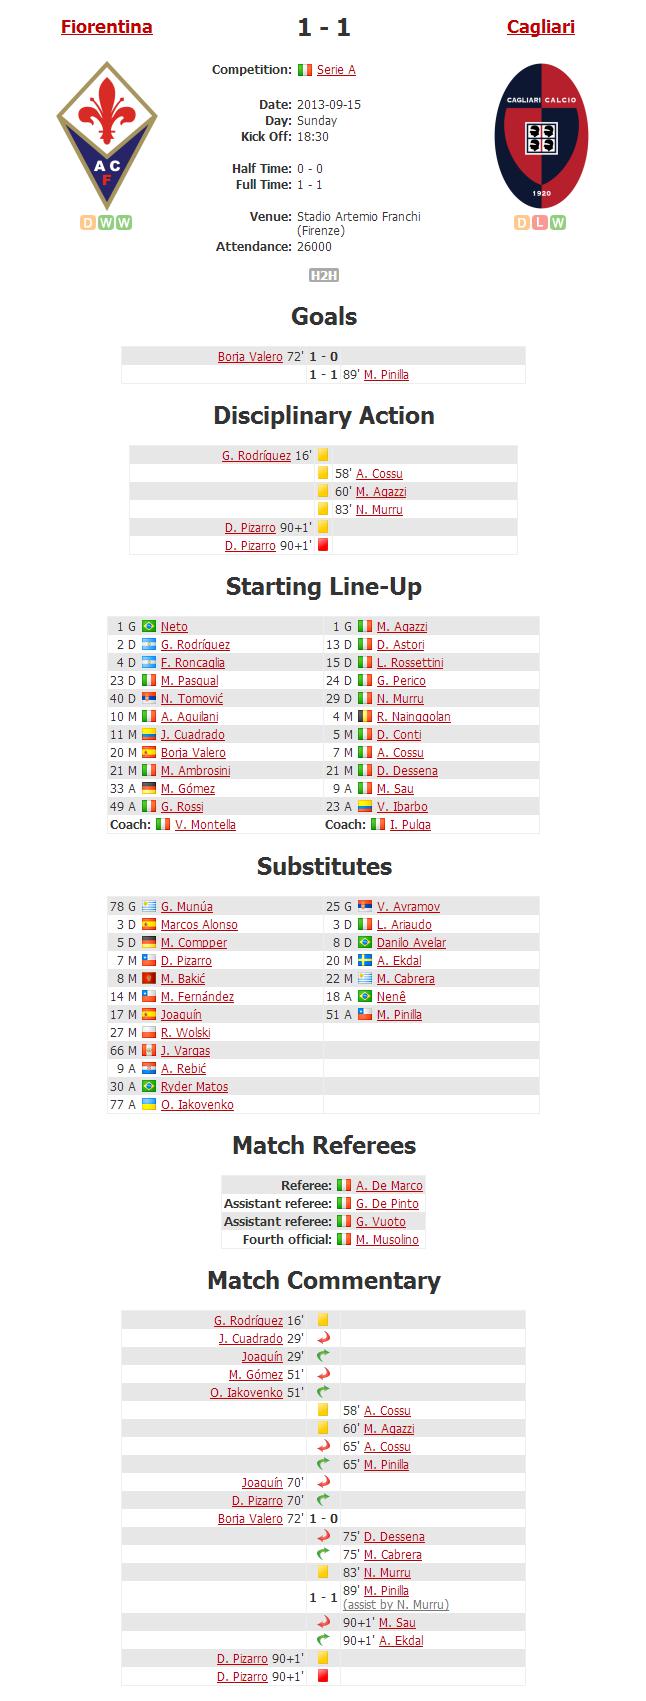 Fiorentina 1 - 1 Cagliari
Competition: Serie A
CAGLIARI CALCIO
A C
F
1920
Date: 2013-09-15
Day: Sunday
Kick Off: 18:30
Half Time: 0 - 0
Full Time: 1 - 1
Venue: Stadio Artemio Franchi
(Firenze)
Attendance: 26000
D W W
D L W
H2H
Goals
Borja Valero 72' 1 - 0
1 - 1 89' M. Pinilla
Disciplinary Action
G. Rodríguez 16'
58' A. Cossu
60' M. Agazzi
83' N. Murru
D. Pizarro 90+1'
D. Pizarro 90+1'
Starting Line-Up
1 G Neto 1 G M. Agazzi
2 D G. Rodríguez 13 D D. Astori
4 D F. Roncaglia 15 D L. Rossettini
23 D M. Pasqual 24 D G. Perico
40 D N. Tomović 29 D N. Murru
10 M A. Aquilani 4 M R. Nainggolan
11 M J. Cuadrado 5 M D. Conti
20 M Borja Valero 7 M A. Cossu
21 M M. Ambrosini 21 M D. Dessena
33 A M. Gómez 9 A M. Sau
49 A G. Rossi 23 A V. Ibarbo
Coach: V. Montella Coach: I. Pulga
Substitutes
78 G G. Munúa 25 G V. Avramov
3 D Marcos Alonso 3 D L. Ariaudo
5 D M. Compper 8 D Danilo Avelar
7 M D. Pizarro 20 M A. Ekdal
8 M M. Bakić 22 M M. Cabrera
14 M M. Fernández 18 A Nenê
17 M Joaquín 51 A M. Pinilla
27 M R. Wolski
66 M J. Vargas
9 A A. Rebić
30 A Ryder Matos
77 A O. Iakovenko
Match Referees
Referee: A. De Marco
Assistant referee: G. De Pinto
Assistant referee: G. Vuoto
Fourth official: M. Musolino
Match Commentary
G. Rodríguez 16'
J. Cuadrado 29'
Joaquín 29'
M. Gómez 51'
O. Iakovenko 51'
58' A. Cossu
60' M. Agazzi
65' A. Cossu
65' M. Pinilla
Joaquín 70'
D. Pizarro 70'
Borja Valero 72' 1 - 0
75' D. Dessena
75' M. Cabrera
83' N. Murru
1 - 1 89' M. Pinilla
(assist by N. Murru)
90+1' M. Sau
90+1' A. Ekdal
D. Pizarro 90+1'
D. Pizarro 90+1'